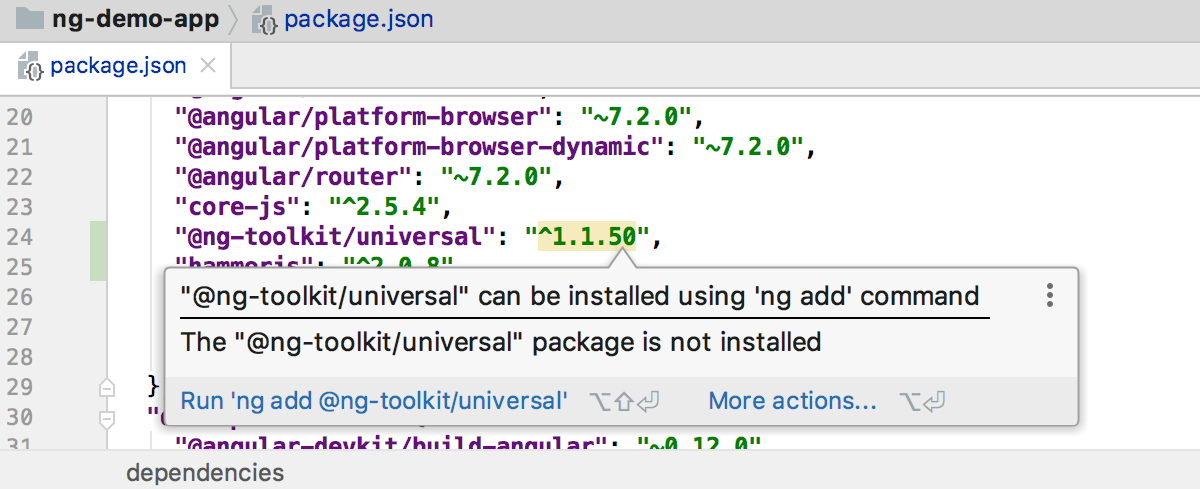 ng-demo-app package.json
package.json
20 "@angular/platform-browser": "~7.2.0",
21 "@angular/platform-browser-dynamic": "~7.2.0",
22 "@angular/router": "~7.2.0",
23 "core-js": "^2.5.4",
24 "@ng-toolkit/universal": "^1.1.50",
25 "hammerjs": "^2.0.8"
26 "@ng-toolkit/universal" can be installed using 'ng add' command
27 The "@ng-toolkit/universal" package is not installed
28
29 }
Run 'ng add @ng-toolkit/universal' ⌥⇧⏎ More actions... ⌥⏎
30
31 "@angular-devkit/build-angular": "~0.12.0"
dependencies